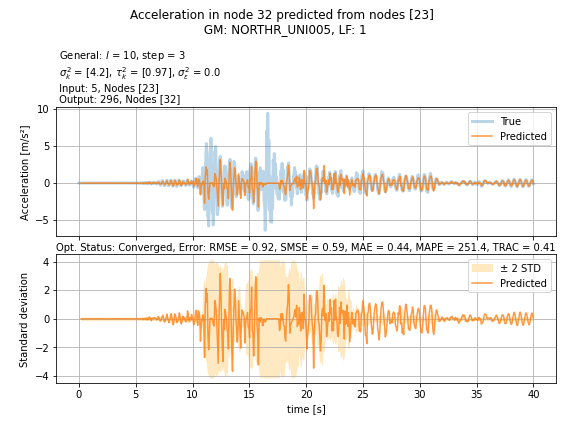 Acceleration in node 32 predicted from nodes [23]
GM: NORTHR_UNI005, LF: 1
General: l = 10, step = 3
σ²ₖ = [4.2], τ²ₖ = [0.97], σ²ε = 0.0
Input: 5, Nodes [23]
Output: 296, Nodes [32]
Acceleration [m/s²]
10
5
0
−5
True
Predicted
Opt. Status: Converged, Error: RMSE = 0.92, SMSE = 0.59, MAE = 0.44, MAPE = 251.4, TRAC = 0.41
Standard deviation
4
2
0
−2
−4
± 2 STD
Predicted
0 5 10 15 20 25 30 35 40
time [s]